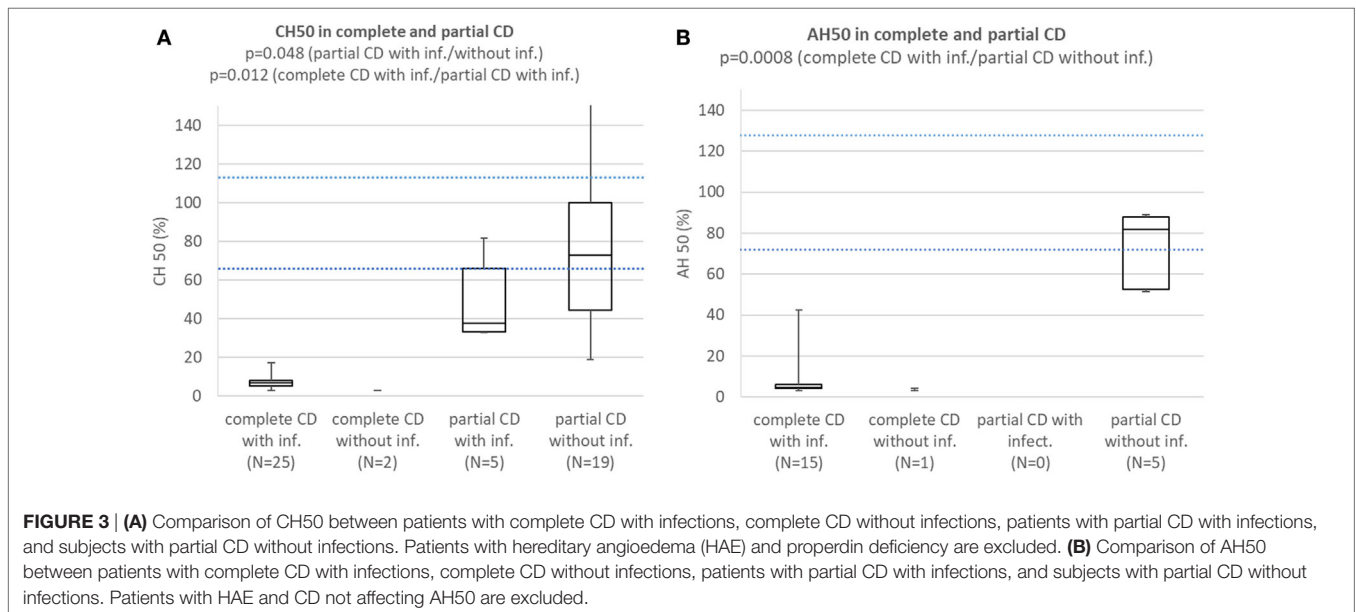 A
CH50 in complete and partial CD
p=0.048 (partial CD with inf./without inf.)
p=0.012 (complete CD with inf./partial CD with inf.)
CH 50 (%)
140
120
100
80
60
40
20
0
complete CD with inf. (N=25)
complete CD without inf. (N=2)
partial CD with inf. (N=5)
partial CD without inf. (N=19)
B
AH50 in complete and partial CD
p=0.0008 (complete CD with inf./partial CD without inf.)
AH 50 (%)
140
120
100
80
60
40
20
0
complete CD with inf. (N=15)
complete CD without inf. (N=1)
partial CD with infect. (N=0)
partial CD without inf. (N=5)
FIGURE 3 | (A) Comparison of CH50 between patients with complete CD with infections, complete CD without infections, patients with partial CD with infections,
and subjects with partial CD without infections. Patients with hereditary angioedema (HAE) and properdin deficiency are excluded. (B) Comparison of AH50
between patients with complete CD with infections, complete CD without infections, patients with partial CD with infections, and subjects with partial CD without
infections. Patients with HAE and CD not affecting AH50 are excluded.